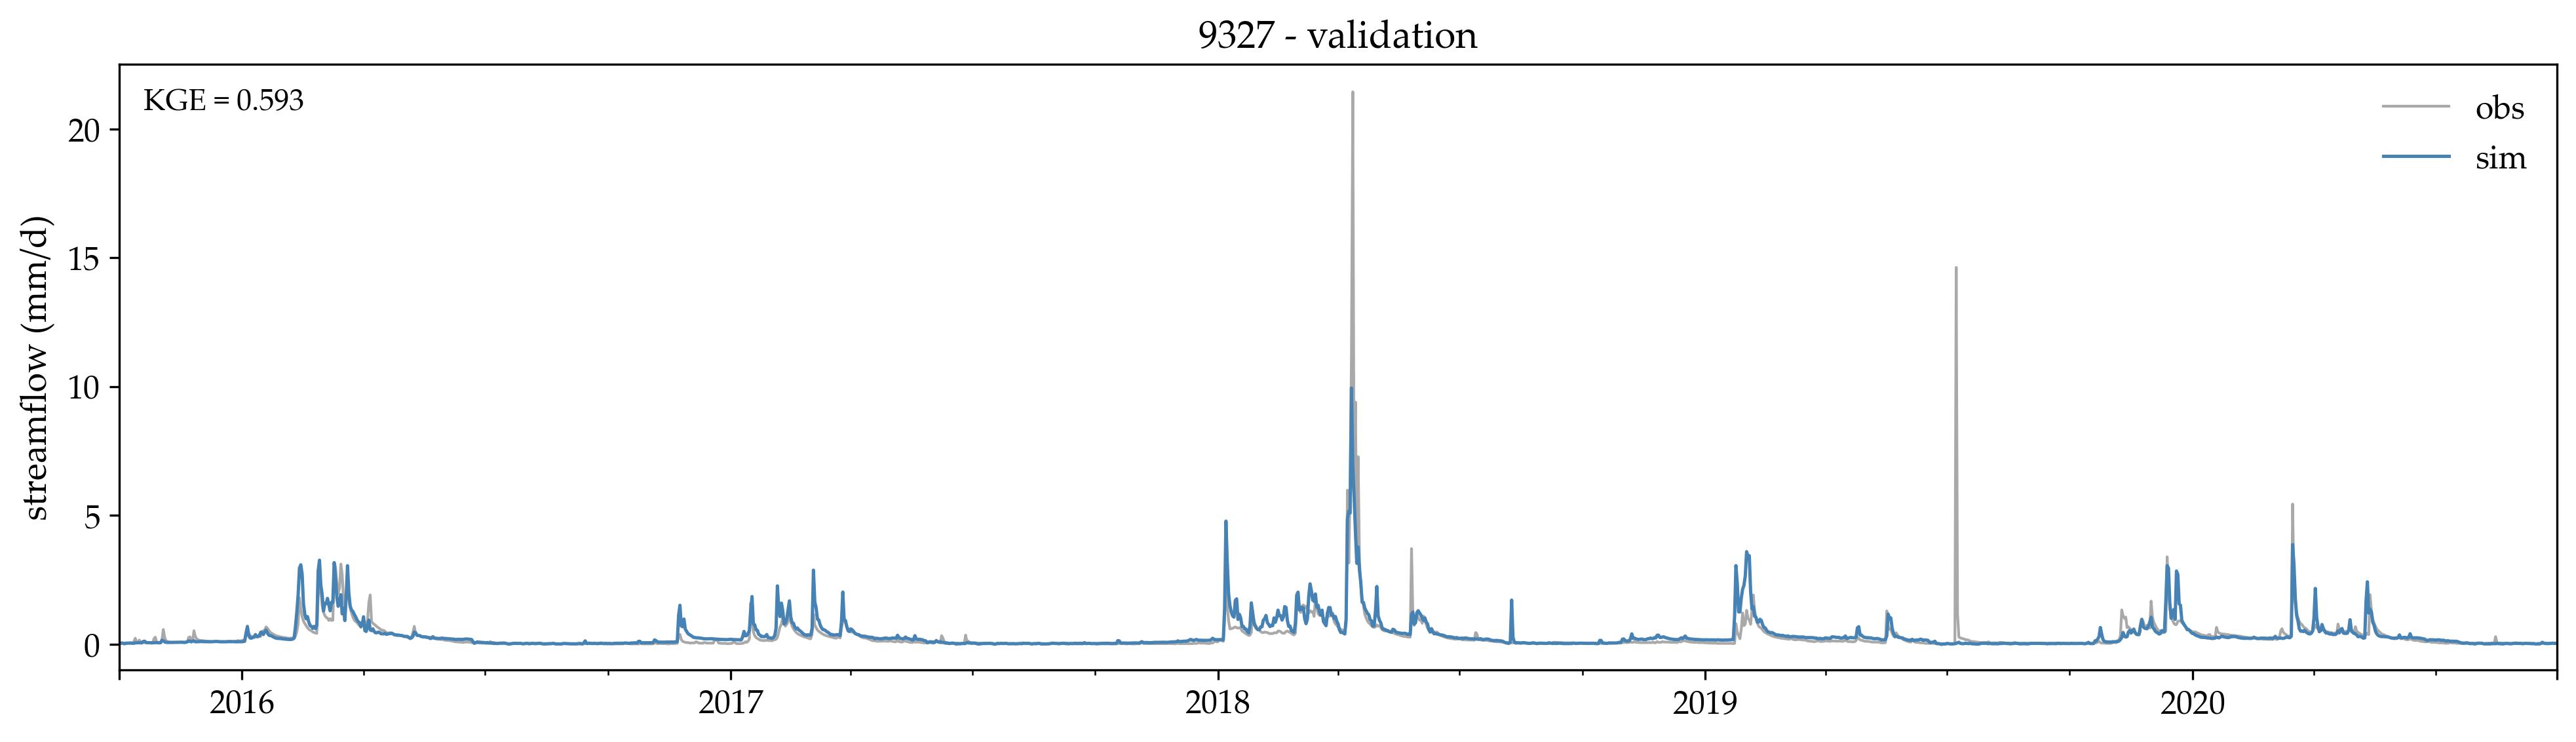 9327 - validation
KGE = 0.593
obs
sim
streamflow (mm/d)
20
15
10
5
0
2016
2017
2018
2019
2020